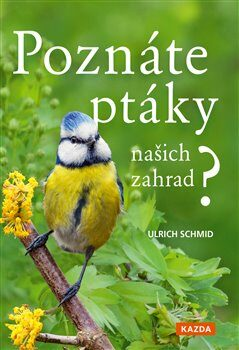 Poznáte
ptáky
našich
zahrad?
ULRICH SCHMID
KAZDA